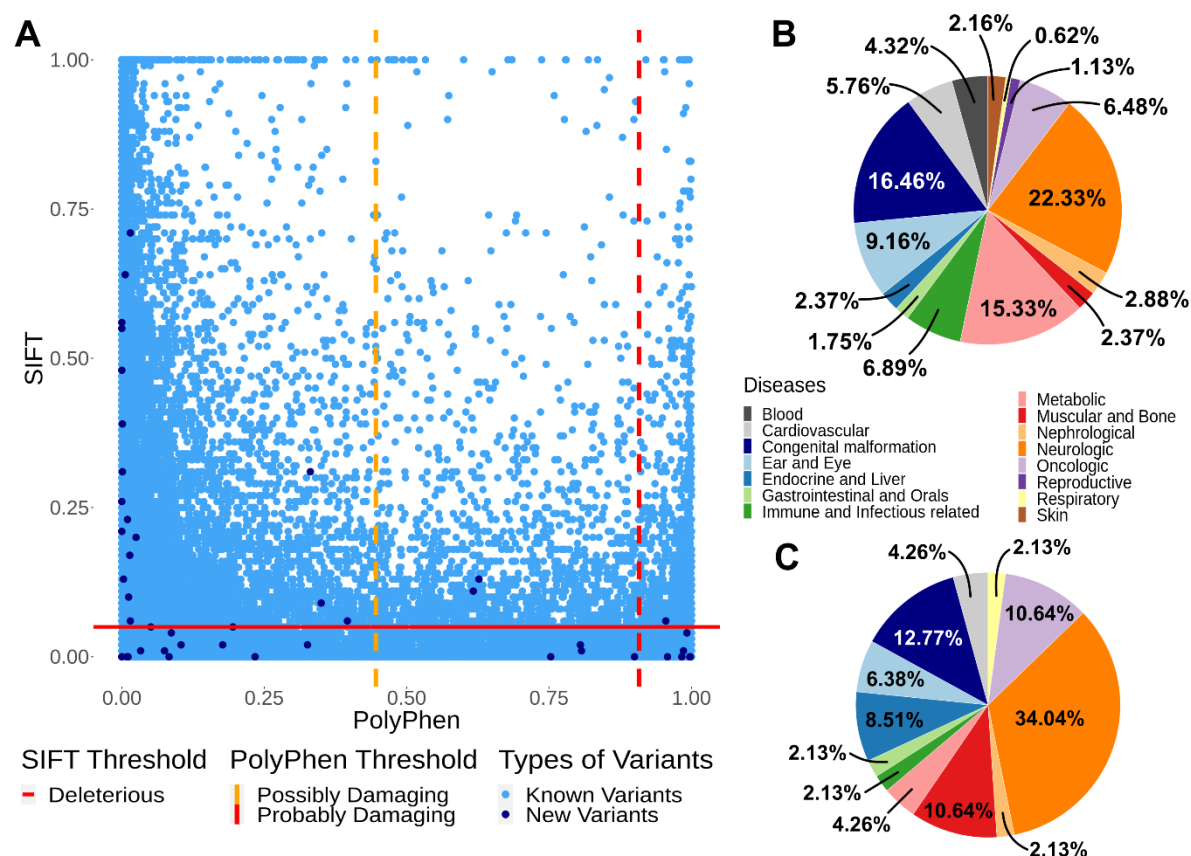 A
SIFT
1.00
0.75
0.50
0.25
0.00
0.00
0.25
0.50
0.75
1.00
PolyPhen
SIFT Threshold
Deleterious
PolyPhen Threshold
Possibly Damaging
Probably Damaging
Types of Variants
Known Variants
New Variants
B
2.16%
0.62%
4.32%
1.13%
5.76%
6.48%
16.46%
22.33%
9.16%
2.37%
2.88%
15.33%
1.75%
2.37%
6.89%
Diseases
Blood
Cardiovascular
Congenital malformation
Ear and Eye
Endocrine and Liver
Gastrointestinal and Orals
Immune and Infectious related
Metabolic
Muscular and Bone
Nephrological
Neurologic
Oncologic
Reproductive
Respiratory
Skin
C
4.26%
2.13%
10.64%
12.77%
6.38%
34.04%
8.51%
2.13%
2.13%
4.26%
10.64%
2.13%